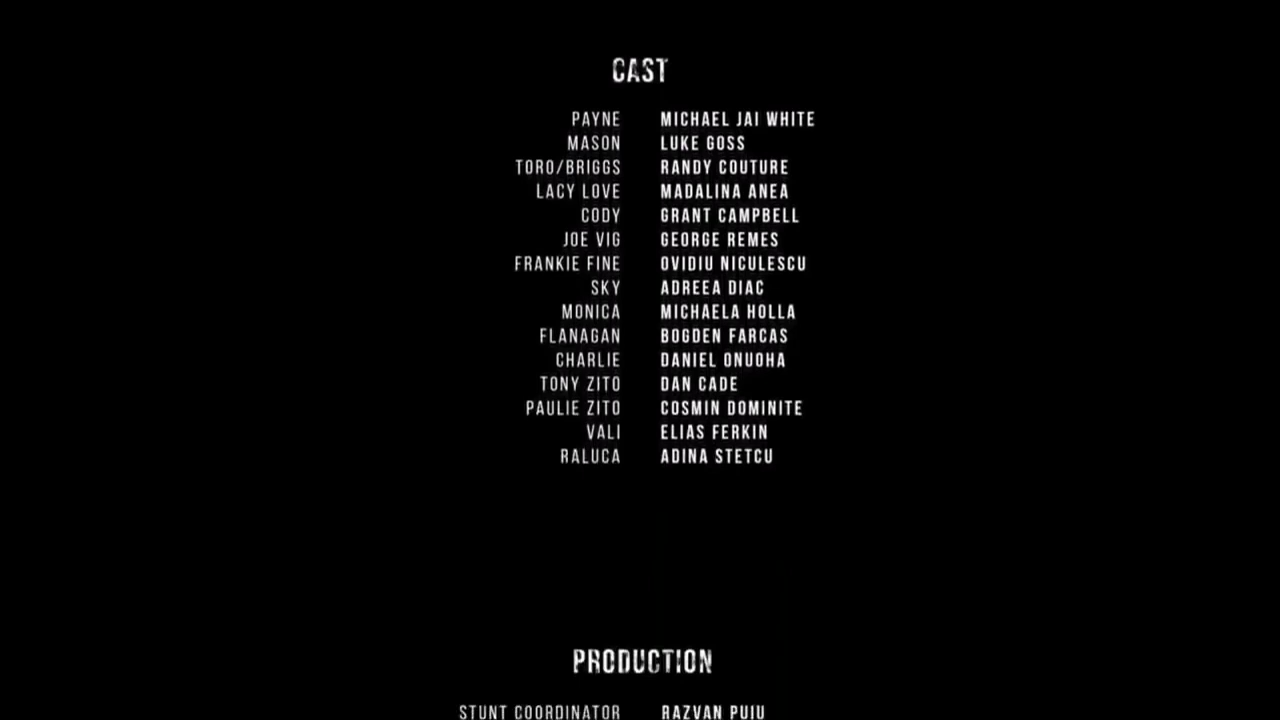 CAST
PAYNE MICHAEL JAI WHITE
MASON LUKE GOSS
TORO/BRIGGS RANDY COUTURE
LACY LOVE MADALINA ANEA
CODY GRANT CAMPBELL
JOE VIG GEORGE REMES
FRANKIE FINE OVIDIU NICULESCU
SKY ADREEA DIAC
MONICA MICHAELA HOLLA
FLANAGAN BOGDEN FARCAS
CHARLIE DANIEL ONUOHA
TONY ZITO DAN CADE
PAULIE ZITO COSMIN DOMINITE
VALI ELIAS FERKIN
RALUCA ADINA STETCU
PRODUCTION
STUNT COORDINATOR RAZVAN PUIU